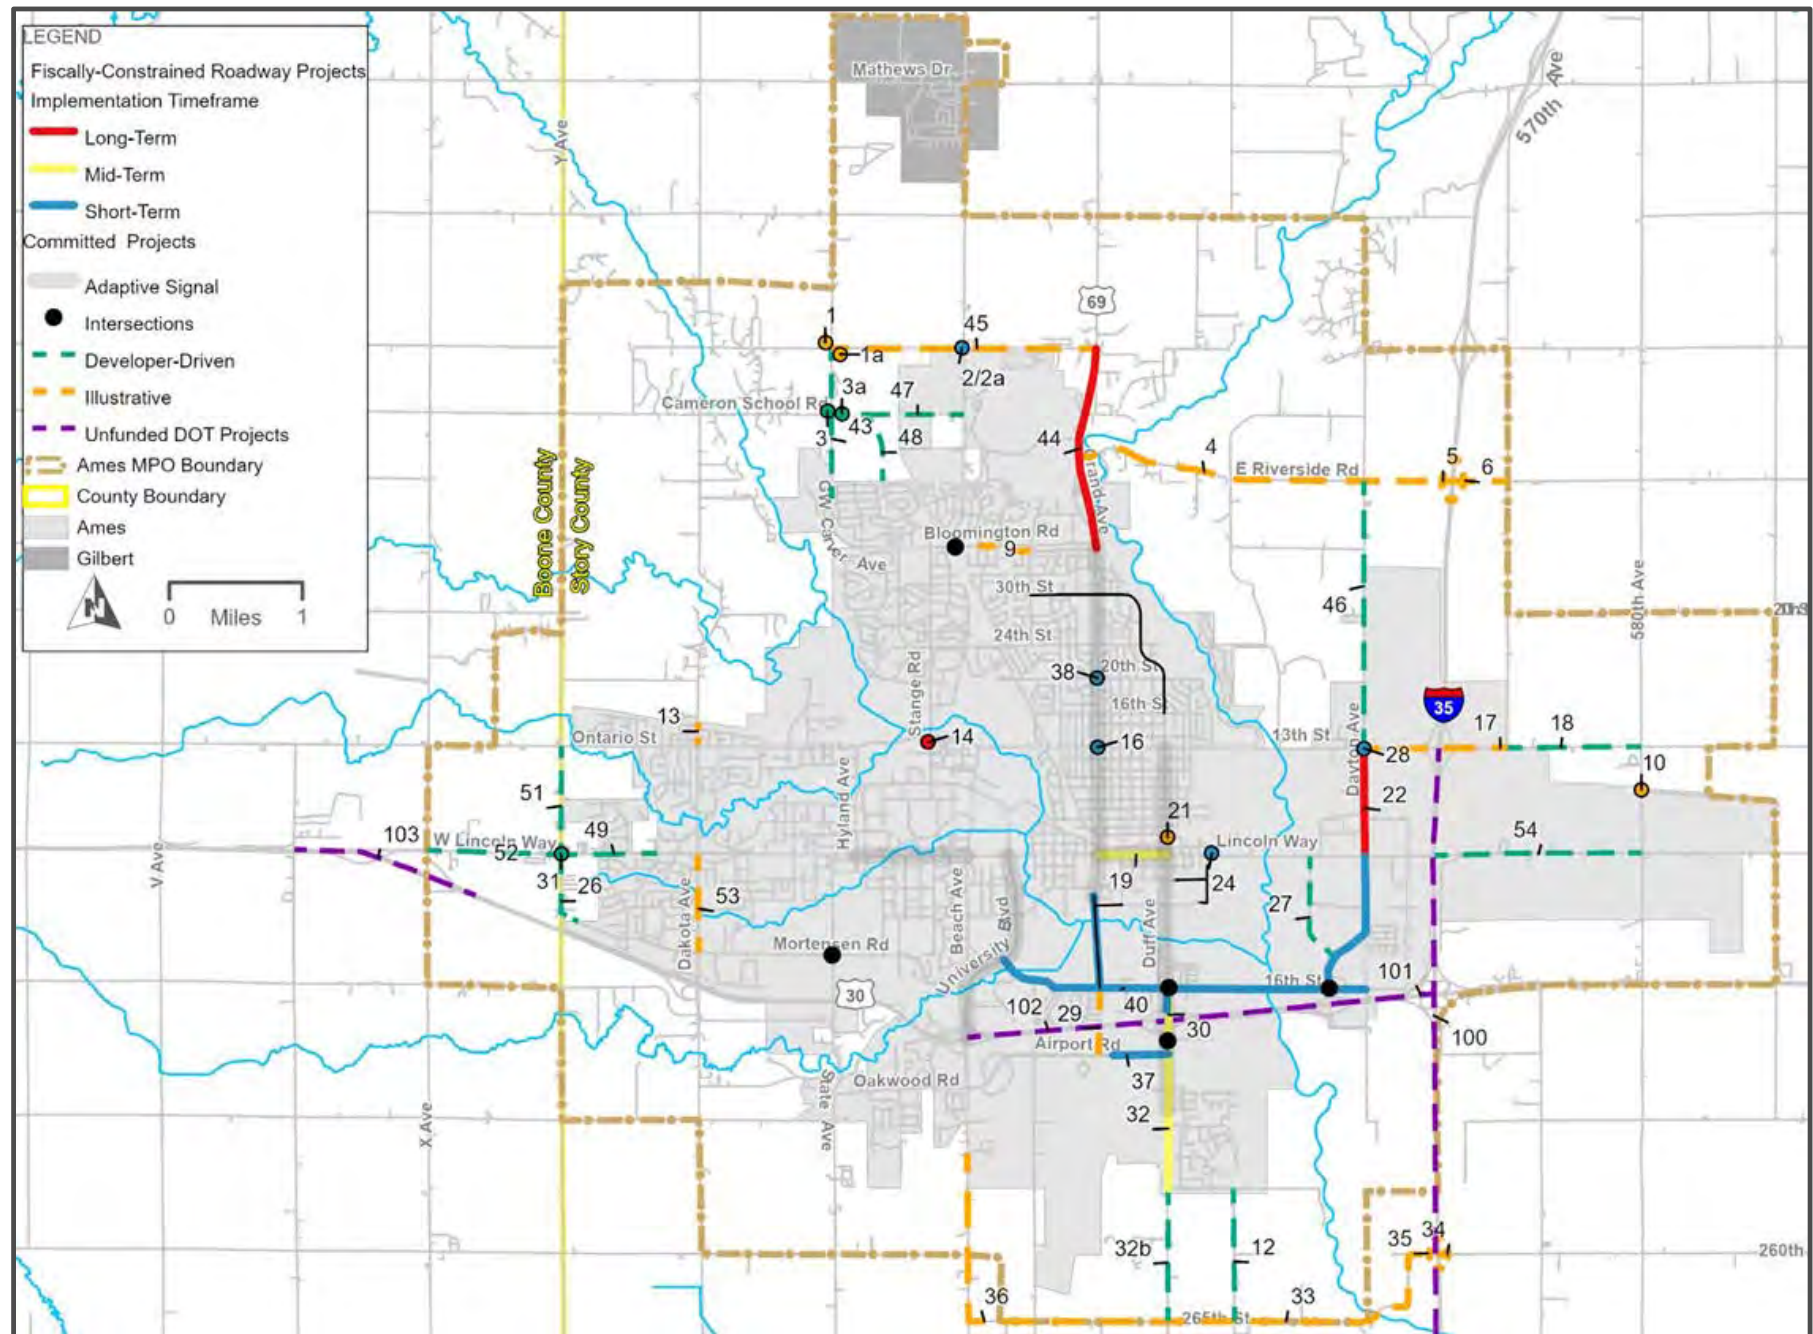 LEGEND
Fiscally-Constrained Roadway Projects
Implementation Timeframe
Long-Term
Mid-Term
Short-Term
Committed Projects
Adaptive Signal
Intersections
Developer-Driven
Illustrative
Unfunded DOT Projects
Ames MPO Boundary
County Boundary
Ames
Gilbert
N
0 Miles 1
Mathews Dr
570th Ave
Y Ave
69
1
45
1a
2/2a
3a
47
Cameron School Rd
43
3
48
44
4
5
6
E Riverside Rd
Grand Ave
GW Carver Ave
Boone County
Story County
Bloomington Rd
9
30th St
46
580th Ave
24th St
38
20th St
Stange Rd
16th St
35
13
Ontario St
14
16
13th St
28
17
18
10
Dayton Ave
22
51
Hyland Ave
21
103
W Lincoln Way
49
52
Lincoln Way
54
V Ave
31
26
19
24
53
27
Dakota Ave
Beach Ave
University Blvd
Duff Ave
Mortensen Rd
30
16th St
101
102
29
40
30
100
Airport Rd
37
Oakwood Rd
State Ave
X Ave
32
32b
12
35
34
260th
36
33
265th St